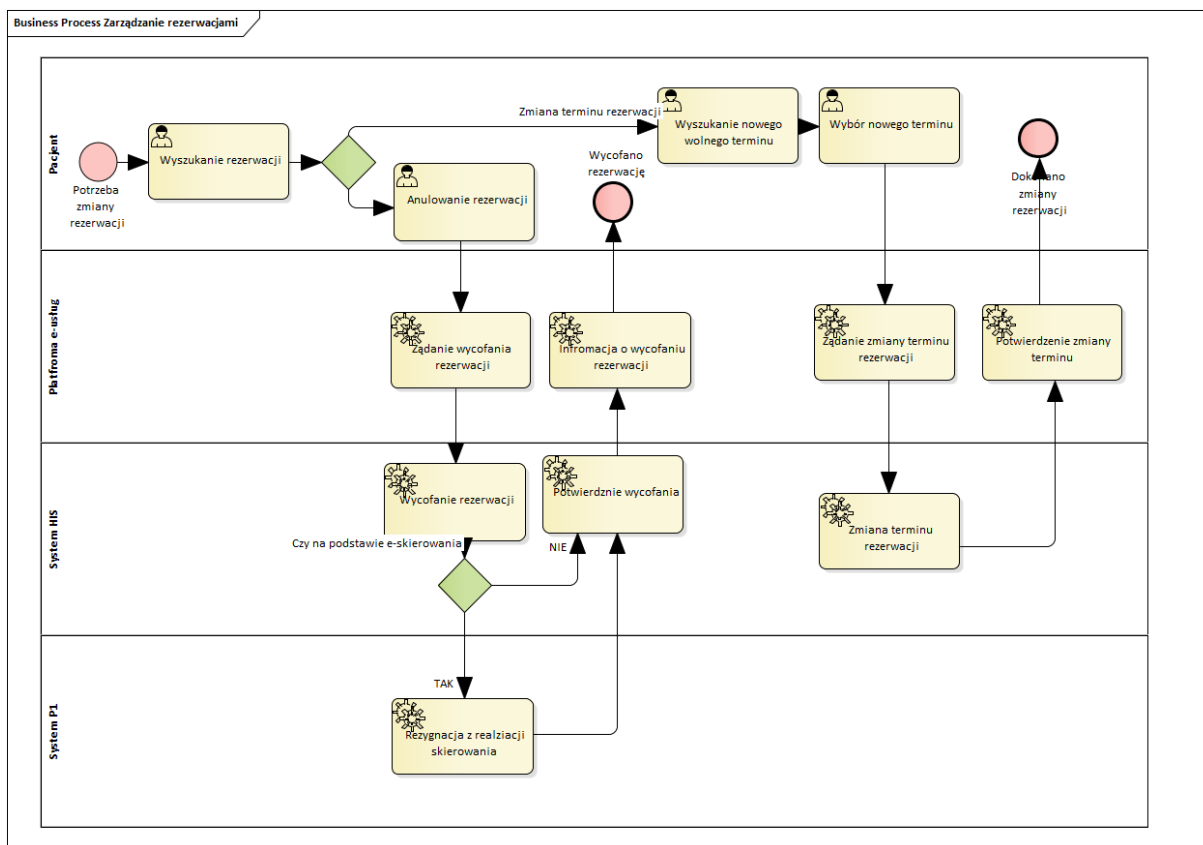 Business Process Zarządzanie rezerwacjami
Pacjent
Potrzeba
zmiany
rezerwacji
Wyszukanie rezerwacji
Zmiana terminu rezerwacji
Anulowanie rezerwacji
Wycofano
rezerwację
Wyszukanie nowego
wolnego terminu
Wybór nowego terminu
Dokonano
zmiany
rezerwacji
Platfroma e-usług
Żądanie wycofania
rezerwacji
Infromacja o wycofaniu
rezerwacji
Żądanie zmiany terminu
rezerwacji
Potwierdzenie zmiany
terminu
System HIS
Wycofanie rezerwacji
Potwierdznie wycofania
Czy na podstawie e-skierowania
NIE
Zmiana terminu
rezerwacji
System P1
TAK
Rezygnacja z realziacji
skierowania